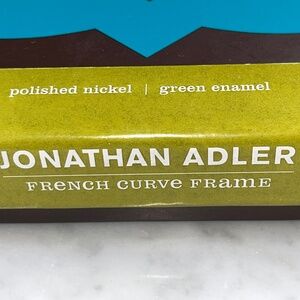 polished nickel | green enamel
JONATHAN ADLER
FRENCH CURVE FRAME